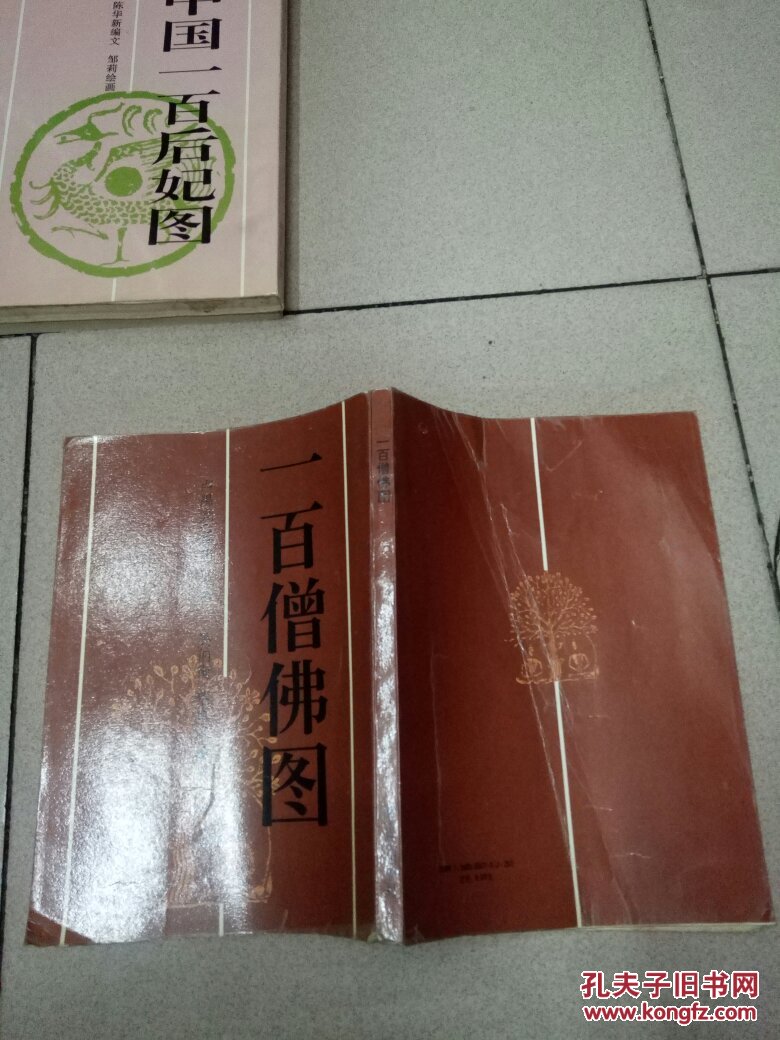 陈华新编文 邹莉绘画
中国一百后妃图
一百僧佛图
一百僧佛图
孔夫子旧书网
www.kongfz.com